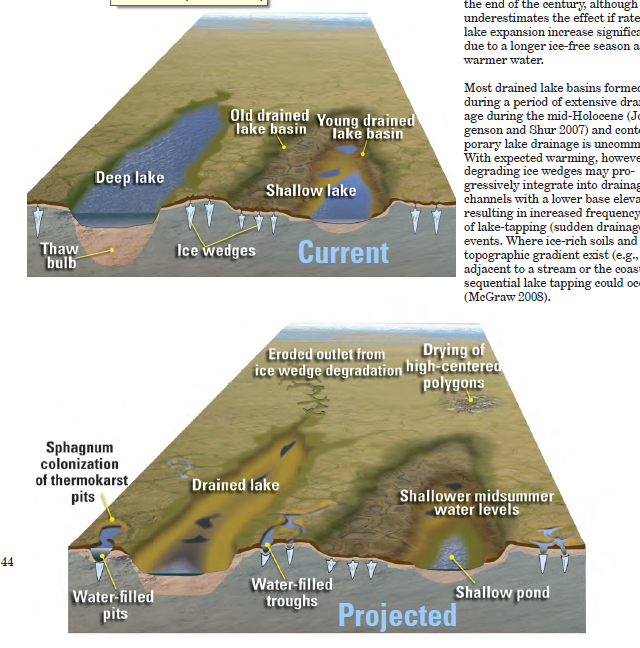 the end of the century, although
underestimates the effect if rate
lake expansion increase significa
due to a longer ice-free season a
warmer water.
Most drained lake basins formed
during a period of extensive drai
age during the mid-Holocene (Jo
genson and Shur 2007) and cont
porary lake drainage is uncomm
With expected warming, howeve
degrading ice wedges may pro-
gressively integrate into drainag
channels with a lower base eleva
resulting in increased frequency
of lake-tapping (sudden drainage
events. Where ice-rich soils and
topographic gradient exist (e.g.,
adjacent to a stream or the coast
sequential lake tapping could occ
(McGraw 2008).
Old drained
lake basin
Young drained
lake basin
Deep lake
Shallow lake
Thaw
bulb
Ice wedges
Current
Eroded outlet from
ice wedge degradation
Drying of
high-centered
polygons
Sphagnum
colonization
of thermokarst
pits
Drained lake
Shallower midsummer
water levels
44
Water-filled
pits
Water-filled
troughs
Shallow pond
Projected